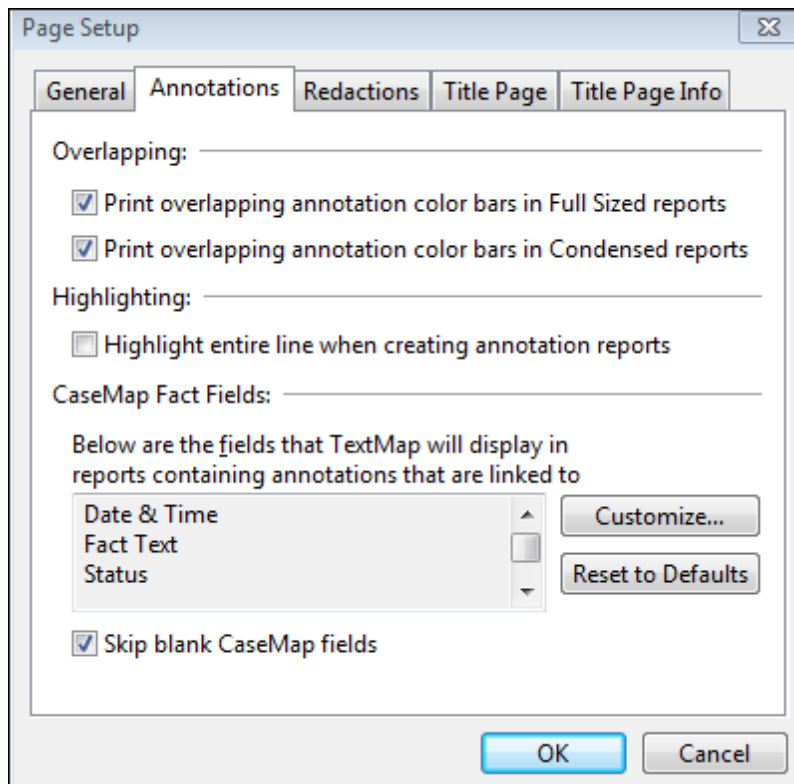 Page Setup
General Annotations Redactions Title Page Title Page Info
Overlapping:
Print overlapping annotation color bars in Full Sized reports
Print overlapping annotation color bars in Condensed reports
Highlighting:
Highlight entire line when creating annotation reports
CaseMap Fact Fields:
Below are the fields that TextMap will display in
reports containing annotations that are linked to
Date & Time
Fact Text
Status
Customize...
Reset to Defaults
Skip blank CaseMap fields
OK Cancel